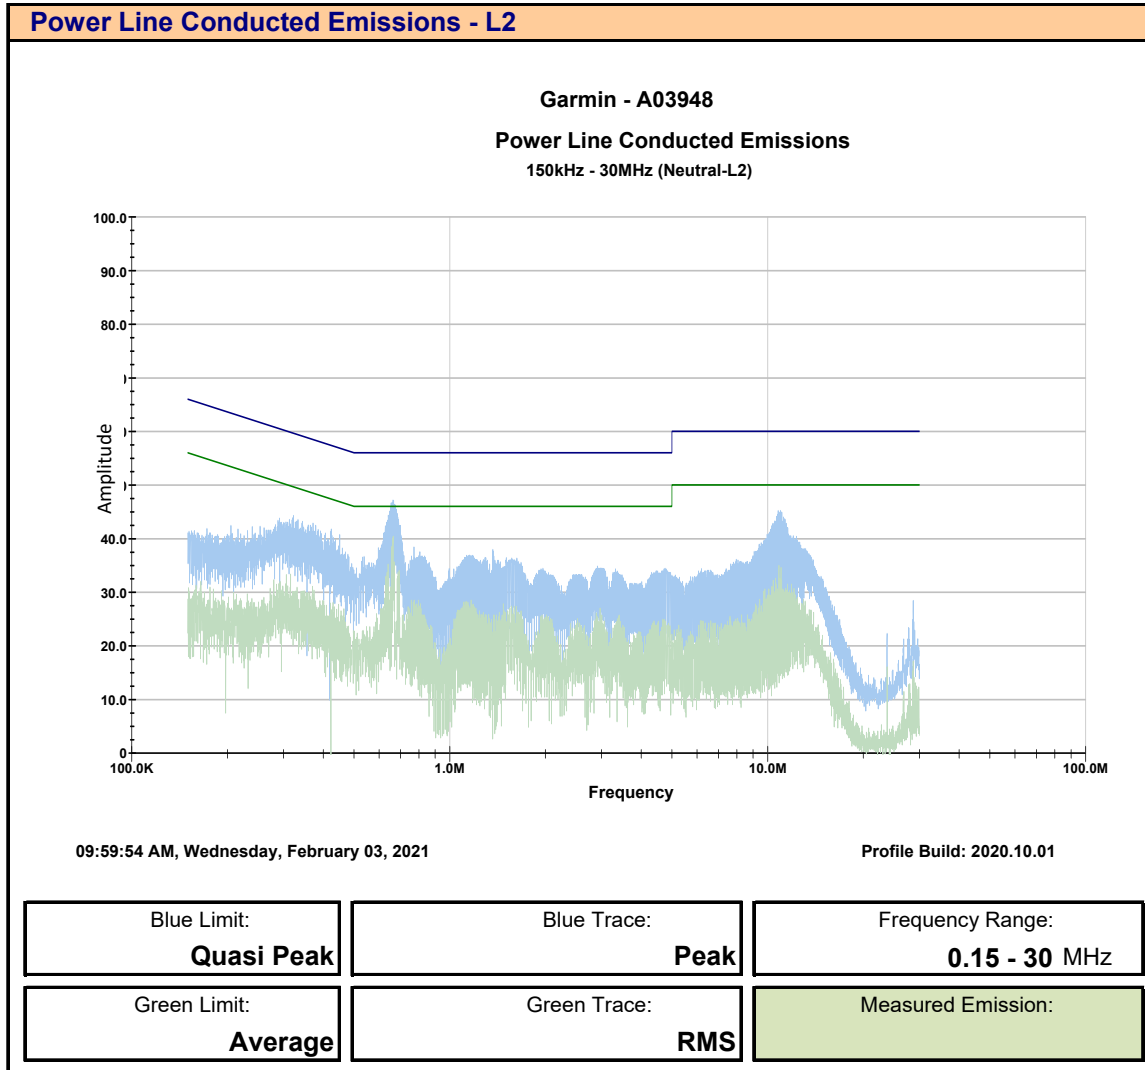 Power Line Conducted Emissions - L2
Garmin - A03948
Power Line Conducted Emissions
150kHz - 30MHz (Neutral-L2)
100.0
90.0
80.0
0
0
0
40.0
30.0
20.0
10.0
0
Amplitude
100.0K 1.0M 10.0M 100.0M
Frequency
09:59:54 AM, Wednesday, February 03, 2021 Profile Build: 2020.10.01
Blue Limit: Blue Trace: Frequency Range:
Quasi Peak Peak 0.15 - 30 MHz
Green Limit: Green Trace: Measured Emission:
Average RMS